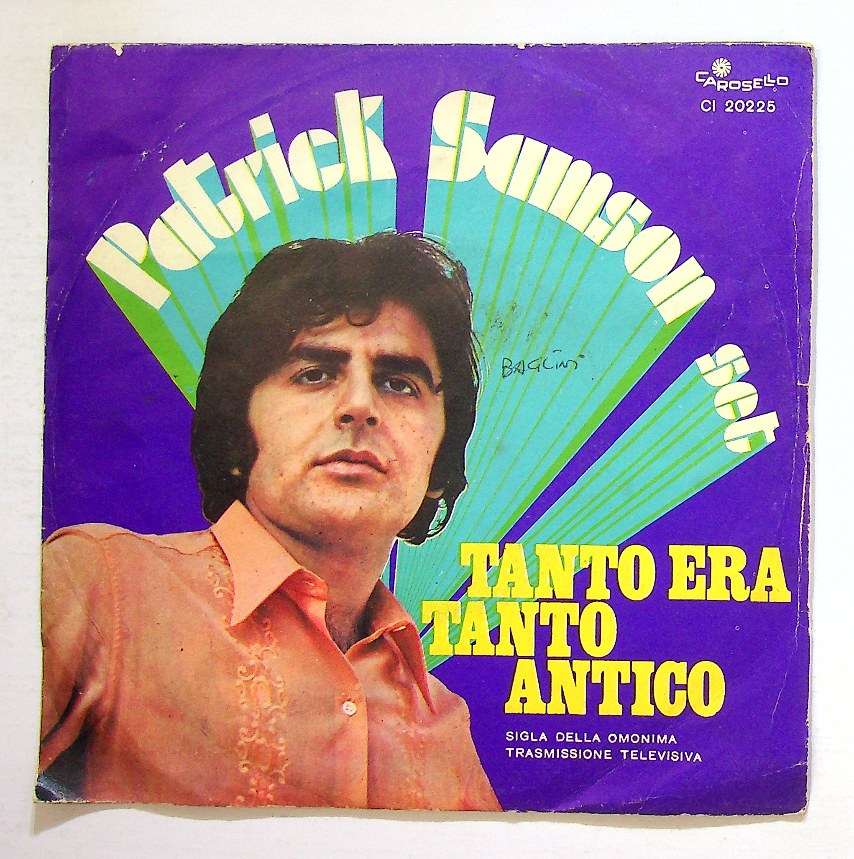 CAROSELLO
CI 20225
Patrick Samson set
BAGLINI
TANTO ERA
TANTO
ANTICO
SIGLA DELLA OMONIMA
TRASMISSIONE TELEVISIVA